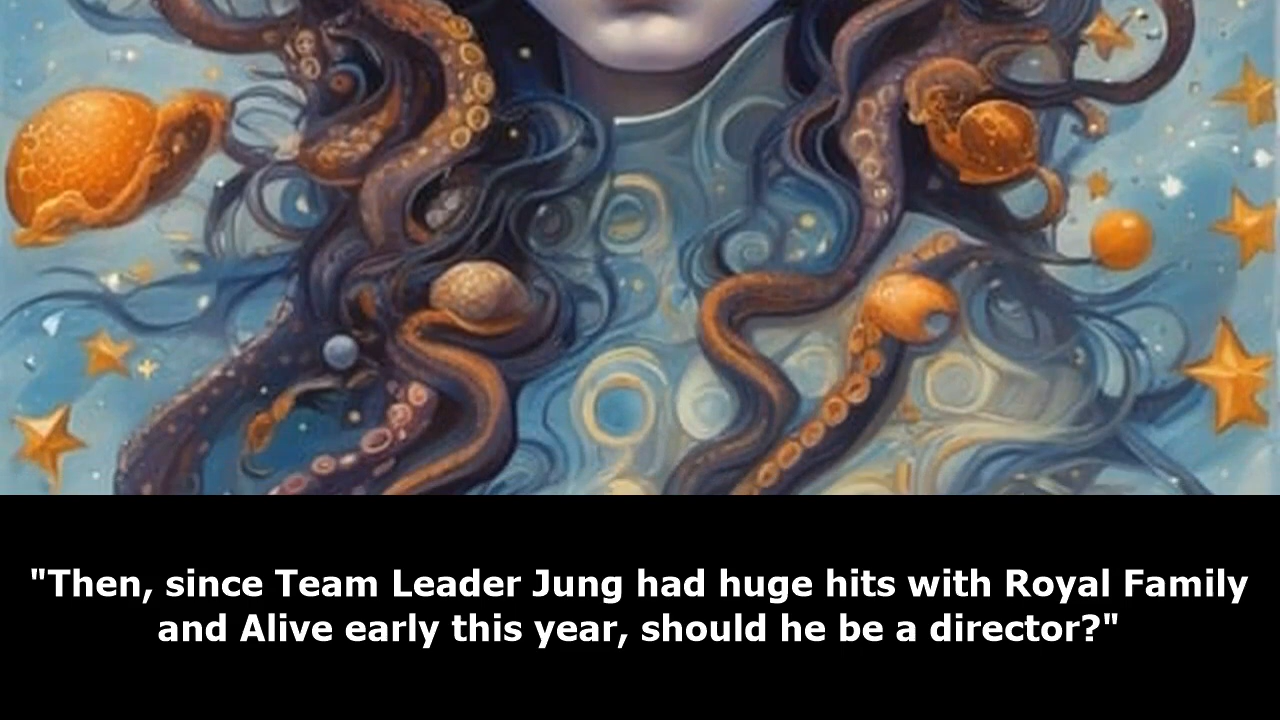 "Then, since Team Leader Jung had huge hits with Royal Family
and Alive early this year, should he be a director?"